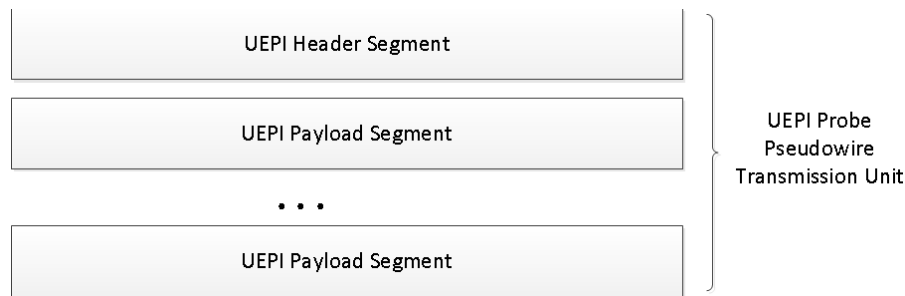 UEPI Header Segment
UEPI Payload Segment
UEPI Probe
Pseudowire
Transmission Unit
...
UEPI Payload Segment